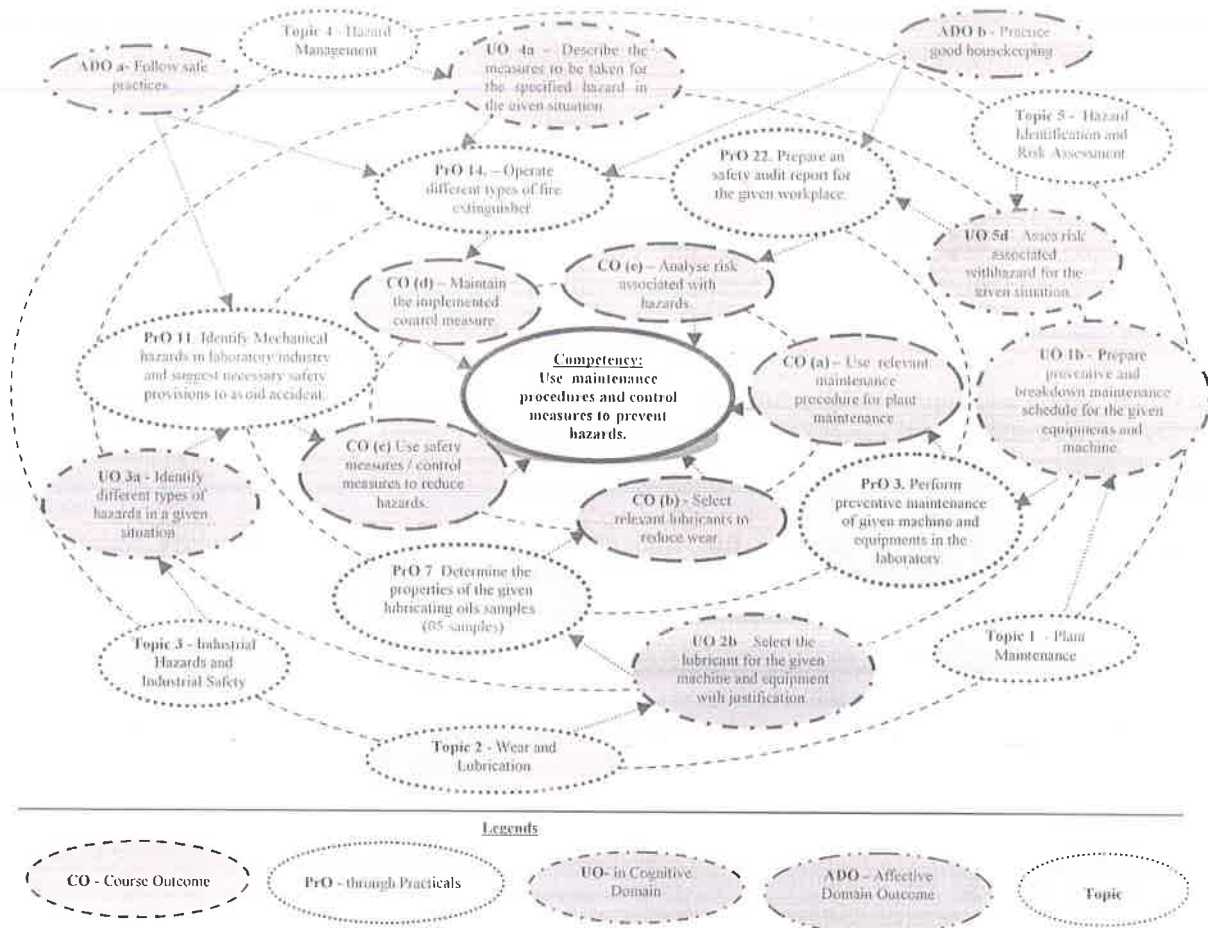 Topic 4 - Hazard
Management
ADO a- Follow safe
practices.
UO 4a – Describe the
measures to be taken for
the specified hazard in
the given situation.
ADO b - Practice
good housekeeping
Topic 5 - Hazard
Identification and
Risk Assessment
PrO 14. – Operate
different types of fire
extinguisher
PrO 22. Prepare an
safety audit report for
the given workplace.
UO 5d Asses risk
associated
withhazard for the
given situation.
CO (d) – Maintain
the implemented
control measure
CO (e) – Analyse risk
associated with
hazards.
PrO 11. Identify Mechanical
hazards in laboratory/industry
and suggest necessary safety
provisions to avoid accident.
Competency:
Use maintenance
procedures and control
measures to prevent
hazards.
CO (a) – Use relevant
maintenance
procedure for plant
maintenance
UO 1b - Prepare
preventive and
breakdown maintenance
schedule for the given
equipments and
machine.
UO 3a - Identify
different types of
hazards in a given
situation
CO (c) Use safety
measures / control
measures to reduce
hazards.
CO (b) - Select
relevant lubricants to
reduce wear.
PrO 3. Perform
preventive maintenance
of given machine and
equipments in the
laboratory
PrO 7 Determine the
properties of the given
lubricating oils samples
(05 samples)
Topic 3 - Industrial
Hazards and
Industrial Safety
UO 2b – Select the
lubricant for the given
machine and equipment
with justification.
Topic 1 - Plant
Maintenance
Topic 2 - Wear and
Lubrication
Legends
CO - Course Outcome
PrO - through Practicals
UO- in Cognitive
Domain
ADO - Affective
Domain Outcome
Topic